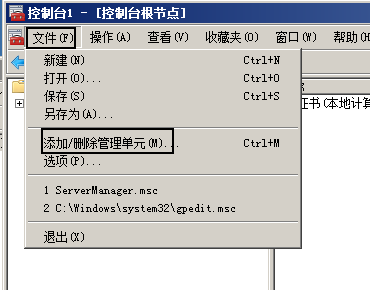 控制台1 - [控制台根节点]
文件(F) 操作(A) 查看(V) 收藏夹(O) 窗口(W) 帮助(H
新建(N) Ctrl+N
打开(O)... Ctrl+O
保存(S) Ctrl+S
另存为(A)...
证书(本地计算
添加/删除管理单元(M)... Ctrl+M
选项(P)...
1 ServerManager.msc
2 C:\Windows\system32\gpedit.msc
退出(X)